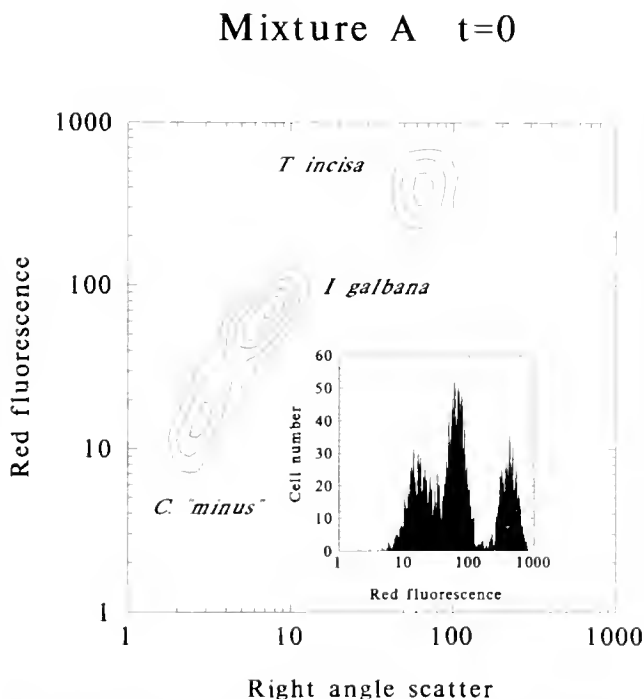 Mixture A t=0
1000
100
10
1
Red fluorescence
T incisa
I galbana
C. "minus"
60
50
40
30
20
10
0
Cell number
1 10 100 1000
Red fluorescence
1 10 100 1000
Right angle scatter